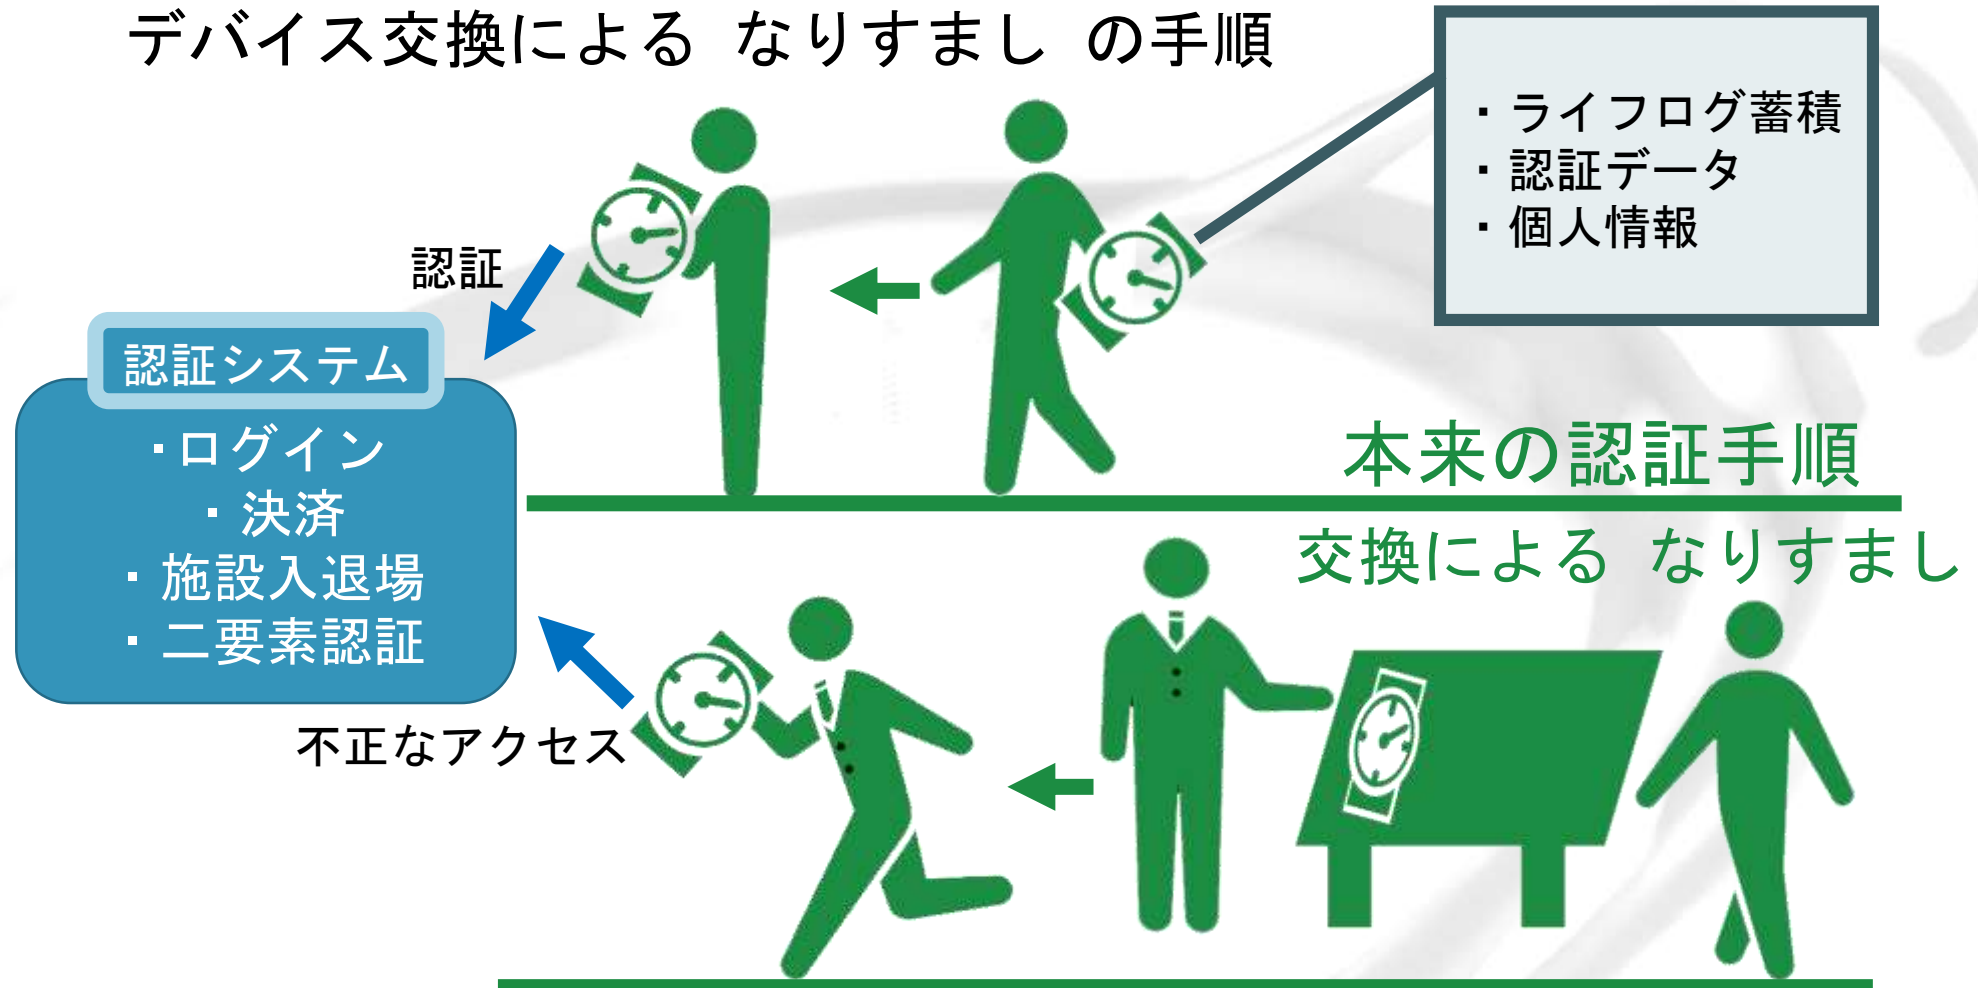 デバイス交換による なりすまし の手順
・ライフログ蓄積
・認証データ
・個人情報
認証
認証システム
・ログイン
・決済
・施設入退場
・二要素認証
本来の認証手順
交換による なりすまし
不正なアクセス